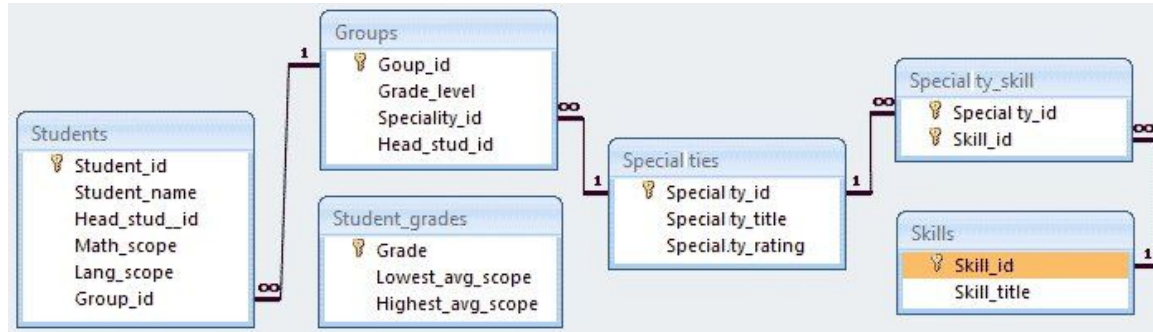 Students
Student_id
Student_name
Head_stud__id
Math_scope
Lang_scope
Group_id
∞
1
Groups
Goup_id
Grade_level
Speciality_id
Head_stud_id
∞
Student_grades
Grade
Lowest_avg_scope
Highest_avg_scope
1
Special ties
Special ty_id
Special ty_title
Special.ty_rating
1
∞
Special ty_skill
Special ty_id
Skill_id
∞
Skills
Skill_id
Skill_title
1